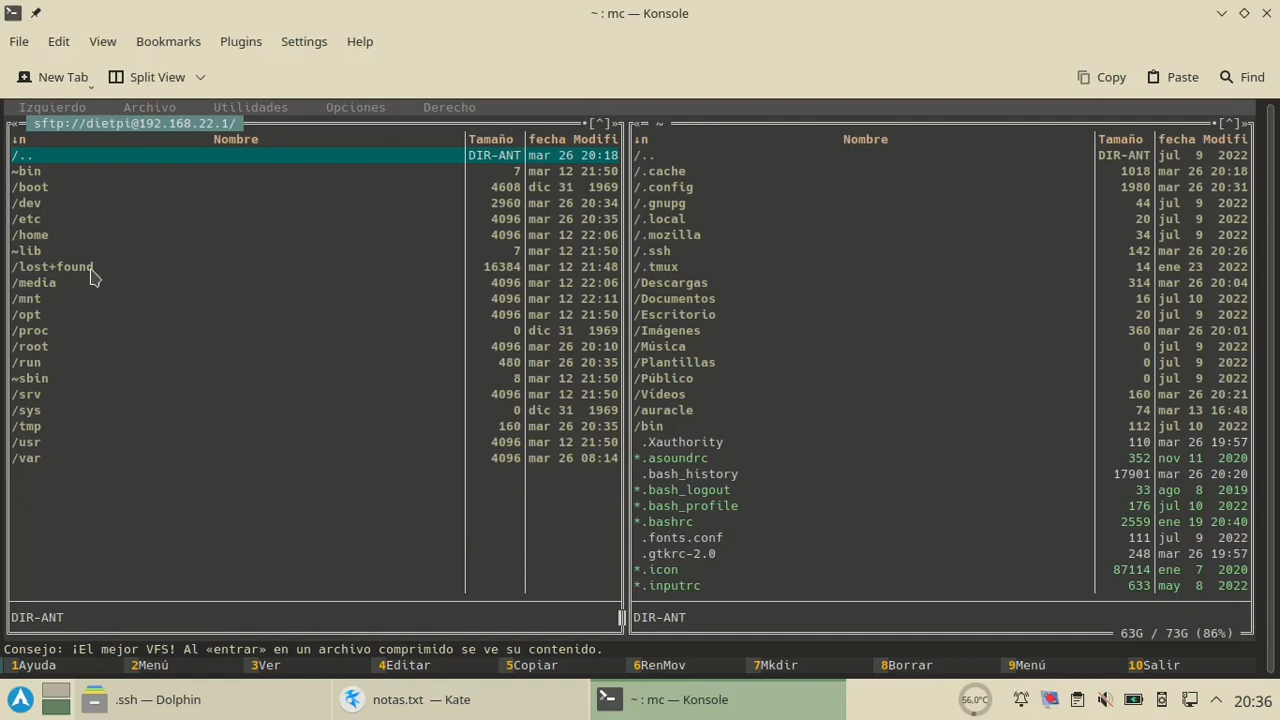 ~ : mc — Konsole
File Edit View Bookmarks Plugins Settings Help
New Tab Split View Copy Paste Find
Izquierdo Archivo Utilidades Opciones Derecho
«= sftp://dietpi@192.168.22.1/ •[^]» «= ~ •[^]»
↓n Nombre Tamaño fecha Modifi ↓n Nombre Tamaño fecha Modifi
/.. DIR-ANT mar 26 20:18 /.. DIR-ANT jul 9 2022
~bin 7 mar 12 21:50 /.cache 1018 mar 26 20:18
/boot 4608 dic 31 1969 /.config 1980 mar 26 20:31
/dev 2960 mar 26 20:34 /.gnupg 44 jul 9 2022
/etc 4096 mar 26 20:35 /.local 20 jul 9 2022
/home 4096 mar 12 22:06 /.mozilla 34 jul 9 2022
~lib 7 mar 12 21:50 /.ssh 142 mar 26 20:26
/lost+found 16384 mar 12 21:48 /.tmux 14 ene 23 2022
/media 4096 mar 12 22:06 /Descargas 314 mar 26 20:04
/mnt 4096 mar 12 22:11 /Documentos 16 jul 10 2022
/opt 4096 mar 12 21:50 /Escritorio 20 jul 9 2022
/proc 0 dic 31 1969 /Imágenes 360 mar 26 20:01
/root 4096 mar 26 20:10 /Música 0 jul 9 2022
/run 480 mar 26 20:35 /Plantillas 0 jul 9 2022
~sbin 8 mar 12 21:50 /Público 0 jul 9 2022
/srv 4096 mar 12 21:50 /Vídeos 160 mar 26 20:21
/sys 0 dic 31 1969 /auracle 74 mar 13 16:48
/tmp 160 mar 26 20:35 /bin 112 jul 10 2022
/usr 4096 mar 12 21:50 .Xauthority 110 mar 26 19:57
/var 4096 mar 26 08:14 *.asoundrc 352 nov 11 2020
.bash_history 17901 mar 26 20:20
*.bash_logout 33 ago 8 2019
*.bash_profile 176 jul 10 2022
*.bashrc 2559 ene 19 20:40
.fonts.conf 111 jul 9 2022
.gtkrc-2.0 248 mar 26 19:57
*.icon 87114 ene 7 2020
*.inputrc 633 may 8 2022
DIR-ANT DIR-ANT
63G / 73G (86%)
Consejo: ¡El mejor VFS! Al «entrar» en un archivo comprimido se ve su contenido.
1Ayuda 2Menú 3Ver 4Editar 5Copiar 6RenMov 7Mkdir 8Borrar 9Menú 10Salir
.ssh — Dolphin notas.txt — Kate ~ : mc — Konsole 56,0°C 20:36